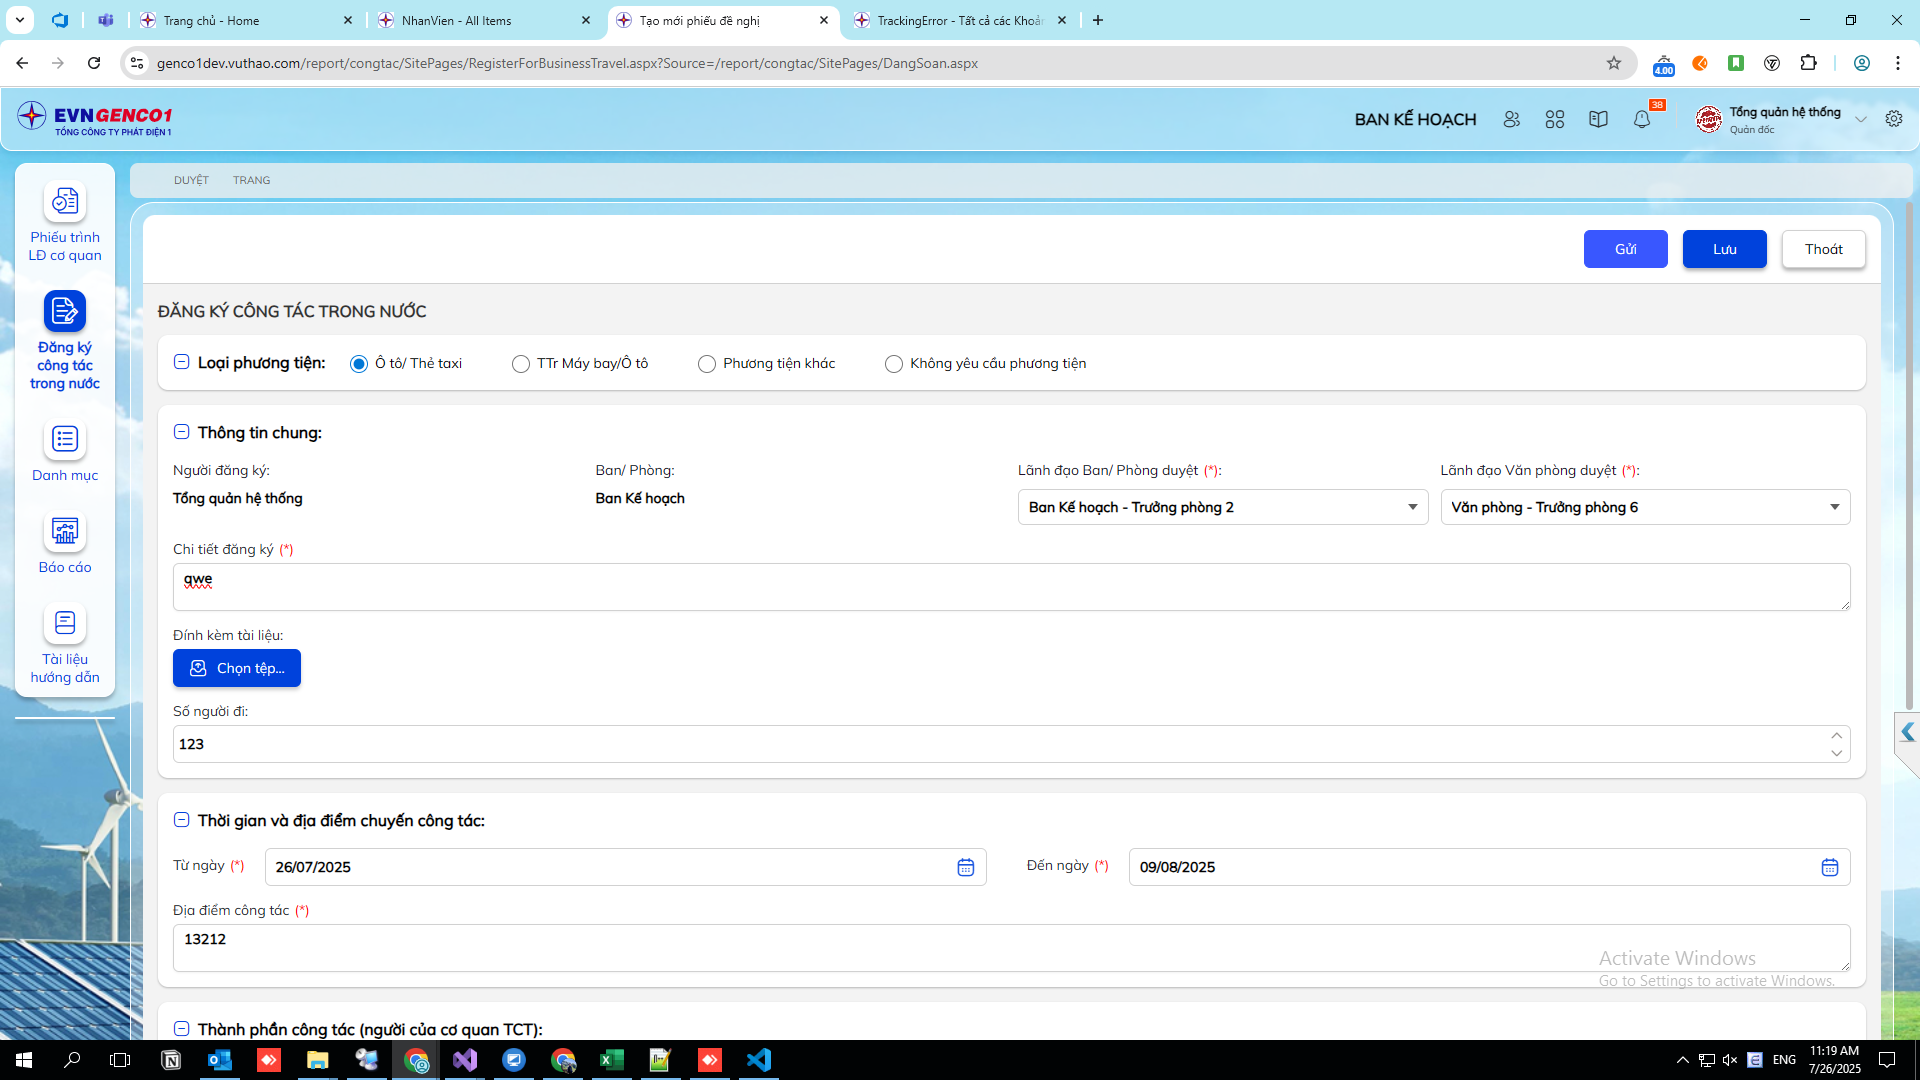 Trang chủ - Home
NhanVien - All Items
Tạo mới phiếu đề nghị
TrackingError - Tất cả các Khoản
genco1dev.vuthao.com/report/congtac/SitePages/RegisterForBusinessTravel.aspx?Source=/report/congtac/SitePages/DangSoan.aspx
4.00
EVNGENCO1
TỔNG CÔNG TY PHÁT ĐIỆN 1
BAN KẾ HOẠCH
38
Tổng quản hệ thống
Quản đốc
DUYỆT
TRANG
Phiếu trình
LĐ cơ quan
Đăng ký
công tác
trong nước
Danh mục
Báo cáo
Tài liệu
hướng dẫn
Gửi
Lưu
Thoát
ĐĂNG KÝ CÔNG TÁC TRONG NƯỚC
Loại phương tiện:
Ô tô/ Thẻ taxi
TTr Máy bay/Ô tô
Phương tiện khác
Không yêu cầu phương tiện
Thông tin chung:
Người đăng ký:
Tổng quản hệ thống
Ban/ Phòng:
Ban Kế hoạch
Lãnh đạo Ban/ Phòng duyệt (*):
Ban Kế hoạch - Trưởng phòng 2
Lãnh đạo Văn phòng duyệt (*):
Văn phòng - Trưởng phòng 6
Chi tiết đăng ký (*)
qwe
Đính kèm tài liệu:
Chọn tệp...
Số người đi:
123
Thời gian và địa điểm chuyến công tác:
Từ ngày (*)
26/07/2025
Đến ngày (*)
09/08/2025
Địa điểm công tác (*)
13212
Activate Windows
Go to Settings to activate Windows.
Thành phần công tác (người của cơ quan TCT):
ENG
11:19 AM
7/26/2025